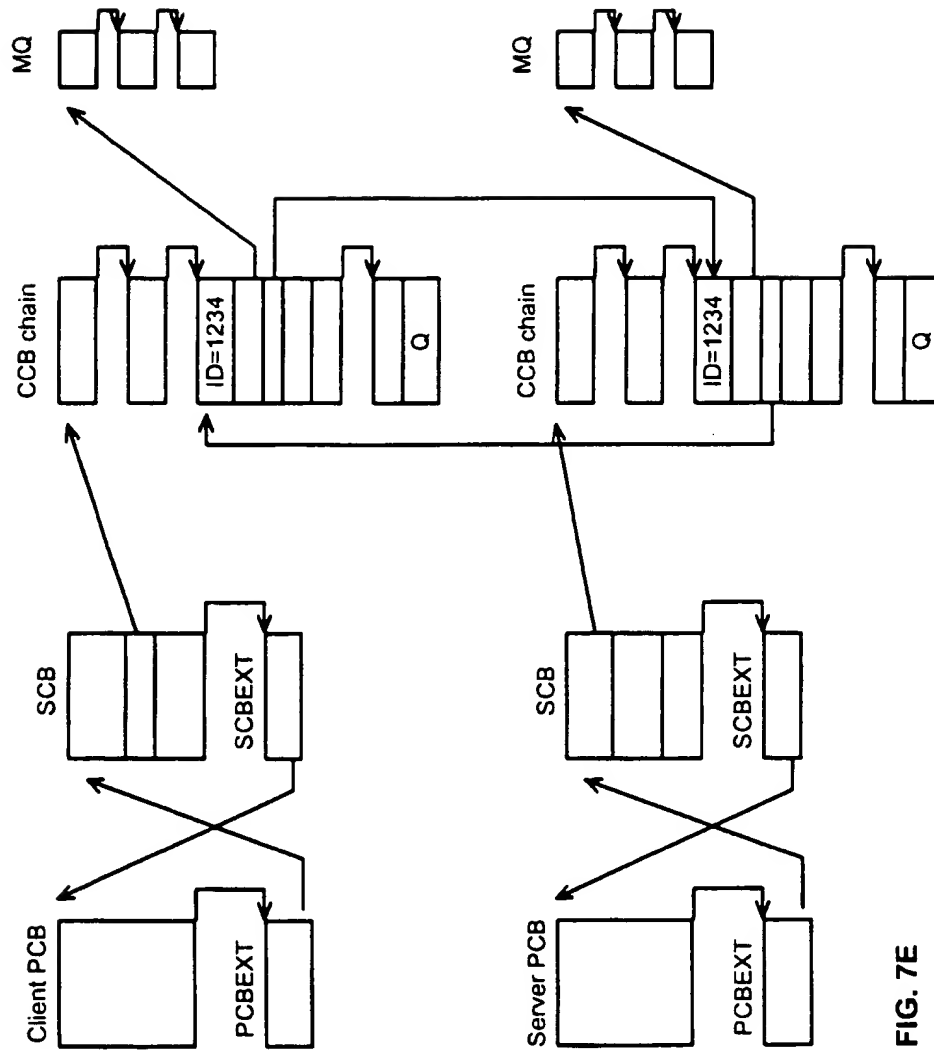 Client PCB
PCBEXT
SCB
SCBEXT
CCB chain
ID=1234
Q
MQ
Server PCB
PCBEXT
SCB
SCBEXT
CCB chain
ID=1234
Q
MQ
FIG. 7E